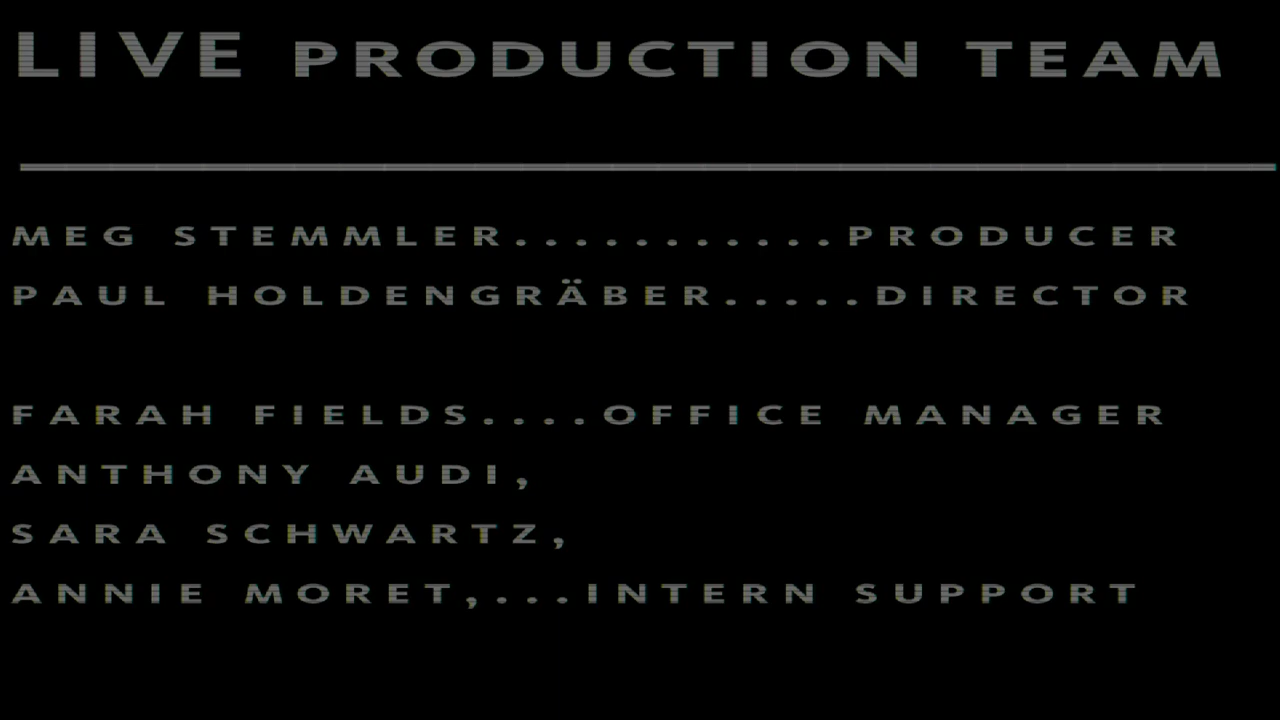 LIVE PRODUCTION TEAM
MEG STEMMLER...........PRODUCER
PAUL HOLDENGRÄBER.....DIRECTOR
FARAH FIELDS....OFFICE MANAGER
ANTHONY AUDI,
SARA SCHWARTZ,
ANNIE MORET,...INTERN SUPPORT